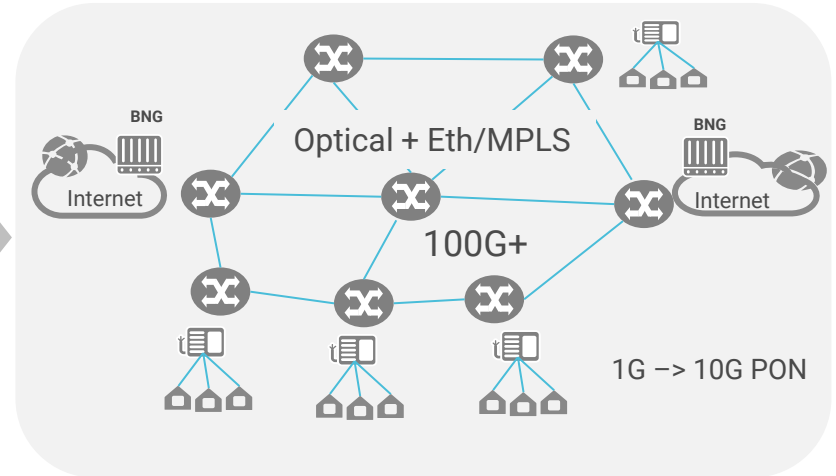 BNG
Internet
Optical + Eth/MPLS
BNG
Internet
100G+
1G –> 10G PON